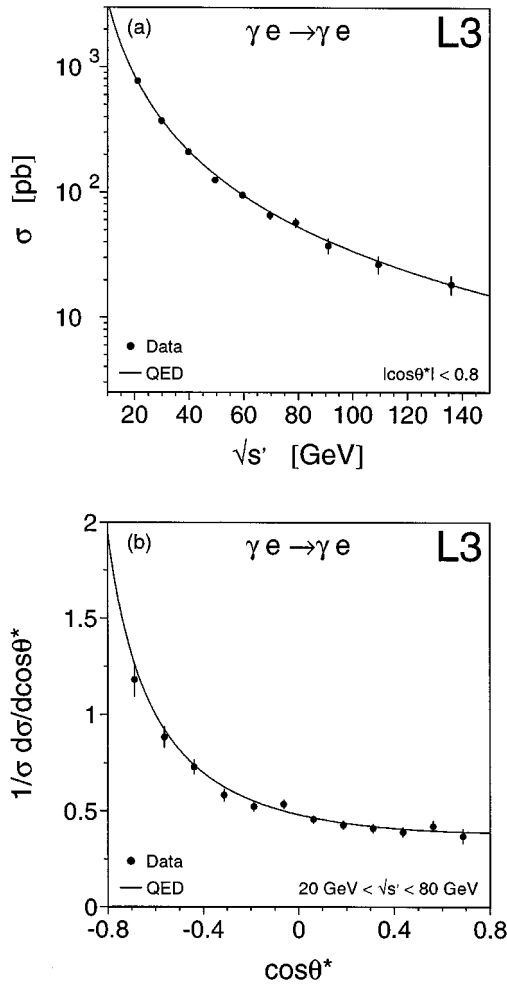 (a) γ e → γ e L3
10³
10²
10
σ [pb]
● Data
— QED
|cosθ*| < 0.8
20 40 60 80 100 120 140
√s' [GeV]
(b) γ e → γ e L3
2
1.5
1
0.5
0
1/σ dσ/dcosθ*
● Data
— QED
20 GeV < √s' < 80 GeV
-0.8 -0.4 0 0.4 0.8
cosθ*